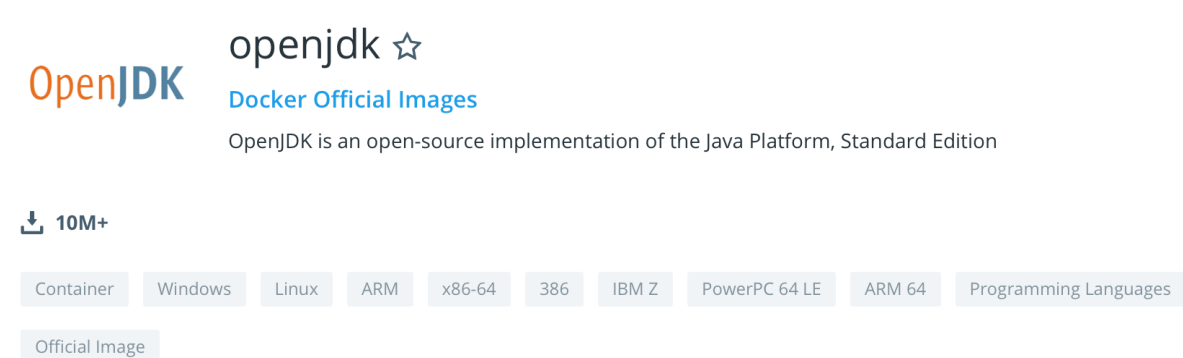 openjdk
OpenJDK
Docker Official Images
OpenJDK is an open-source implementation of the Java Platform, Standard Edition
10M+
Container Windows Linux ARM x86-64 386 IBM Z PowerPC 64 LE ARM 64 Programming Languages
Official Image